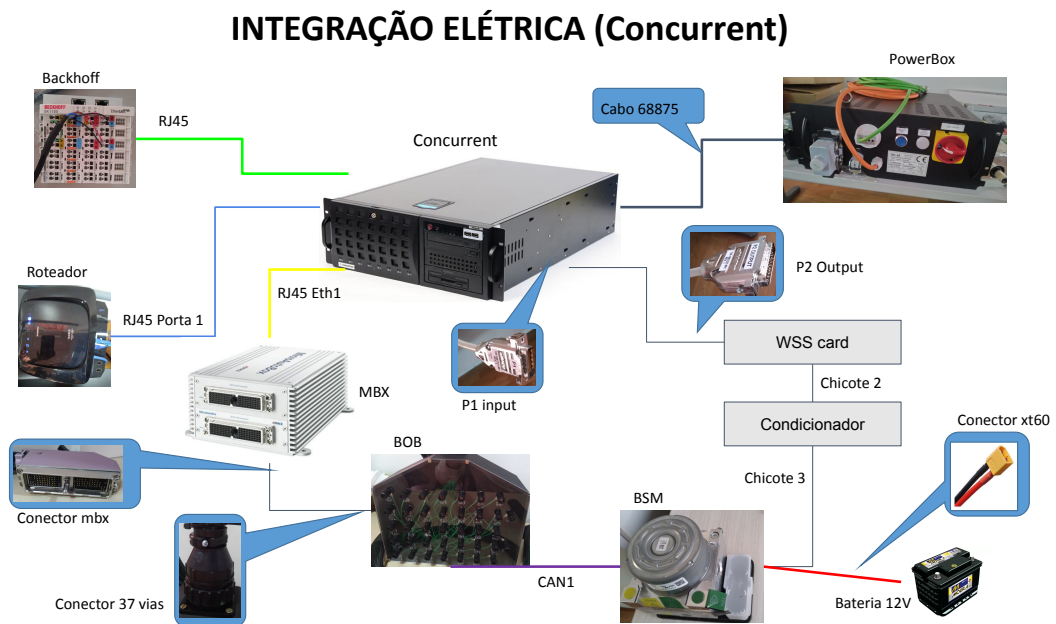 INTEGRAÇÃO ELÉTRICA (Concurrent)
PowerBox
Backhoff
BECKHOFF
RJ45
Cabo 68875
Concurrent
P2 Output
Roteador
RJ45 Eth1
RJ45 Porta 1
WSS card
MBX
P1 input
Chicote 2
Condicionador
Conector xt60
BOB
Chicote 3
BSM
Conector mbx
CAN1
Conector 37 vias
Bateria 12V